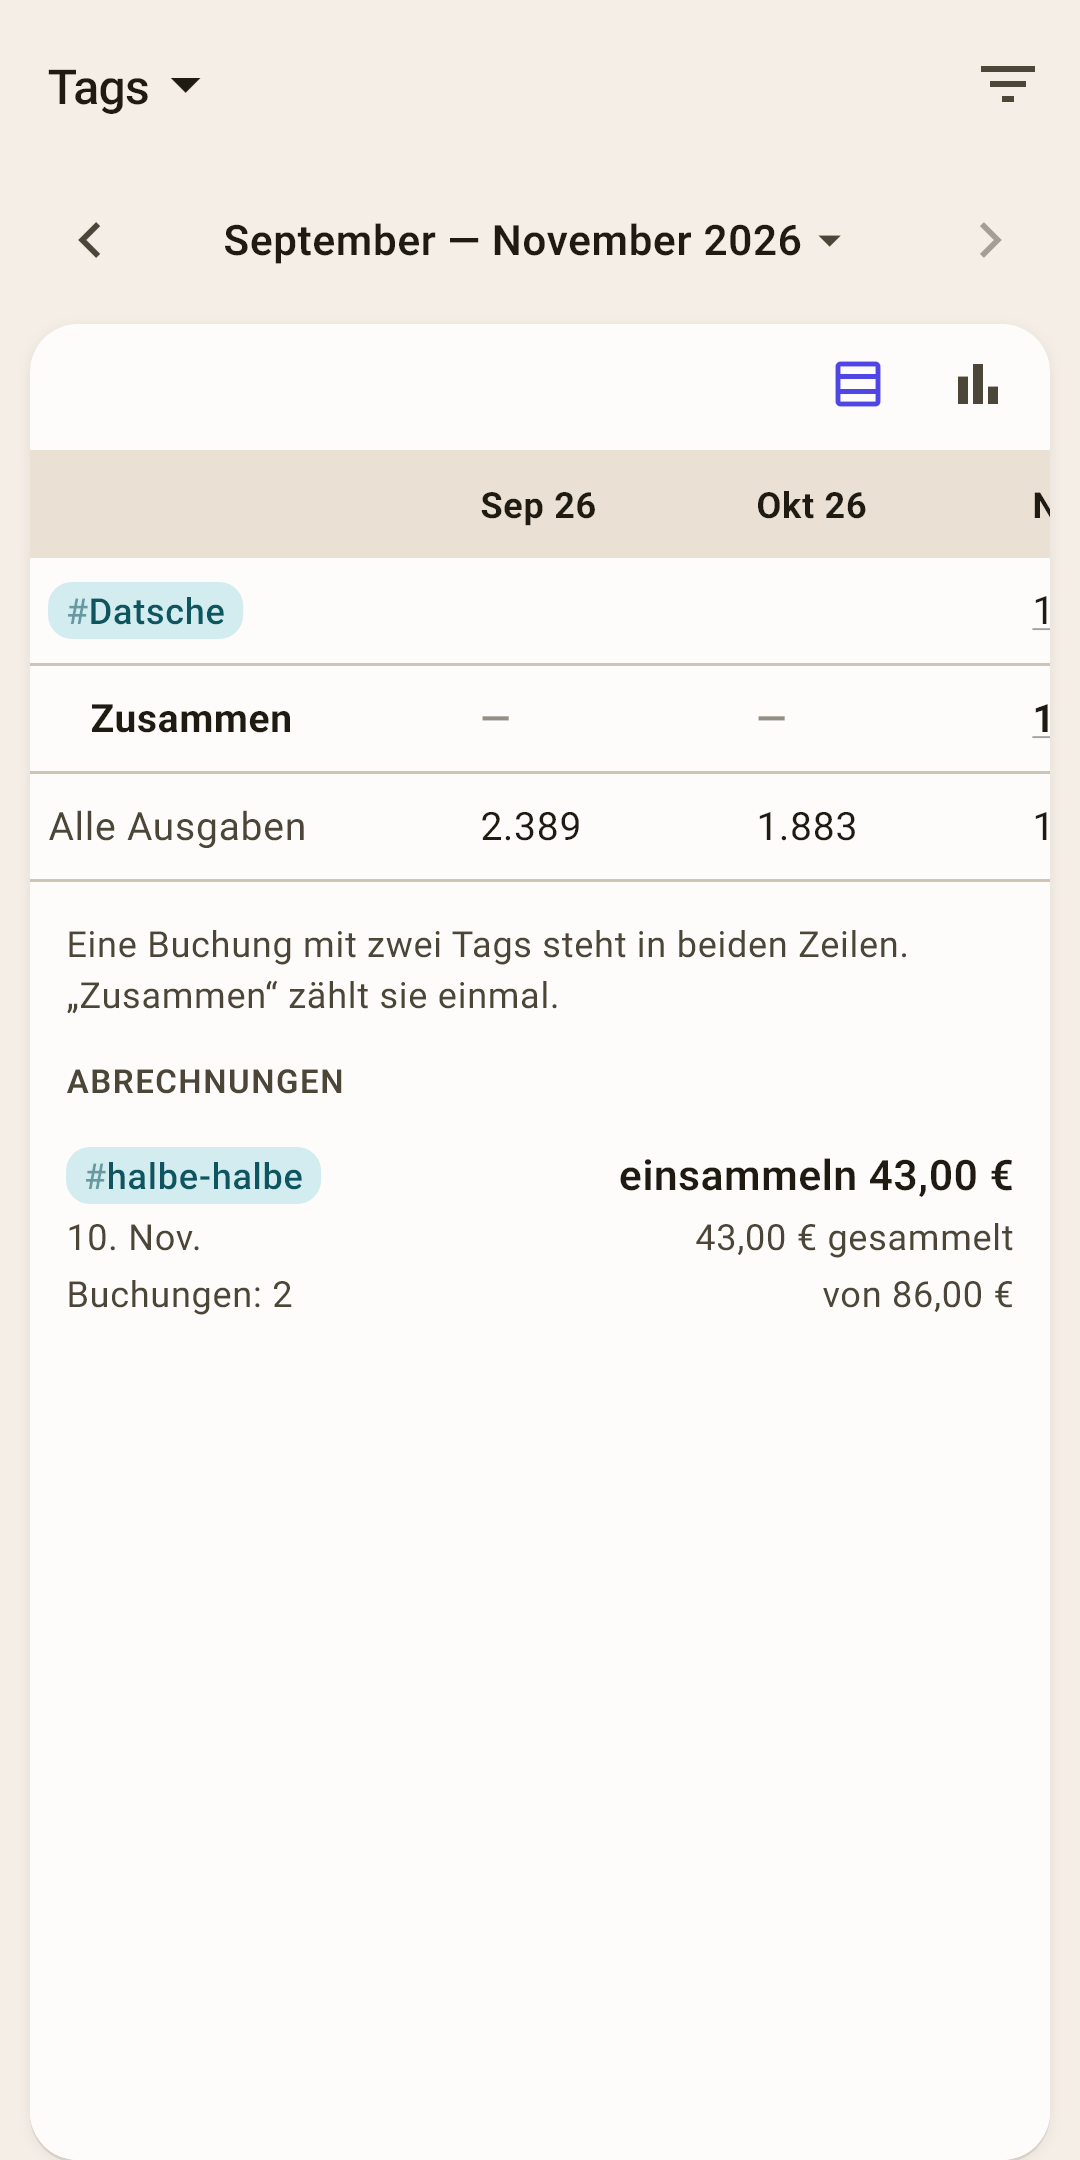 Tags
September – November 2026
Sep 26 Okt 26
#Datsche
Zusammen – –
Alle Ausgaben 2.389 1.883
Eine Buchung mit zwei Tags steht in beiden Zeilen.
„Zusammen“ zählt sie einmal.
ABRECHNUNGEN
#halbe-halbe einsammeln 43,00 €
10. Nov. 43,00 € gesammelt
Buchungen: 2 von 86,00 €